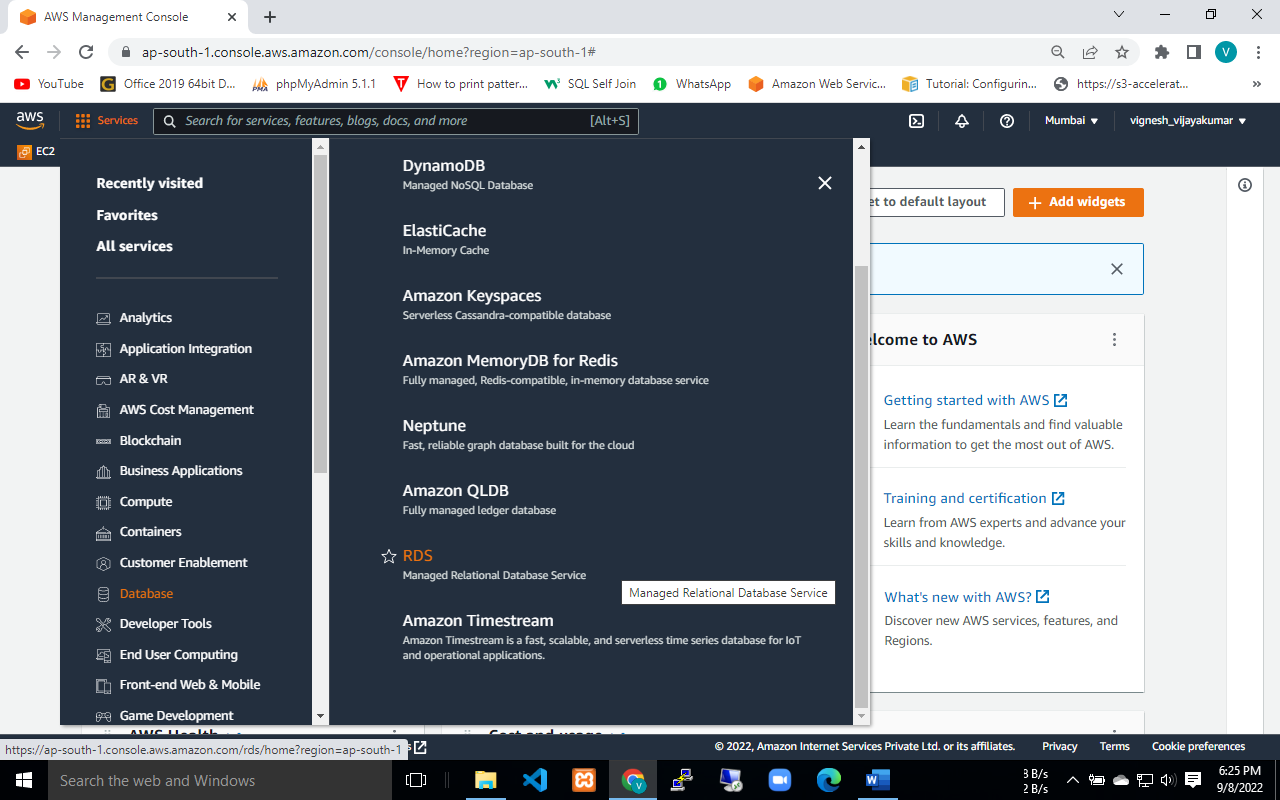 AWS Management Console
ap-south-1.console.aws.amazon.com/console/home?region=ap-south-1#
V
YouTube
Office 2019 64bit D...
phpMyAdmin 5.1.1
How to print patter...
SQL Self Join
WhatsApp
Amazon Web Servic...
Tutorial: Configurin...
https://s3-accelerat...
»
aws
Services
Search for services, features, blogs, docs, and more
[Alt+S]
Mumbai
vignesh_vijayakumar
EC2
Recently visited
Favorites
All services
Analytics
Application Integration
AR & VR
AWS Cost Management
Blockchain
Business Applications
Compute
Containers
Customer Enablement
Database
Developer Tools
End User Computing
Front-end Web & Mobile
Game Development
DynamoDB
Managed NoSQL Database
ElastiCache
In-Memory Cache
Amazon Keyspaces
Serverless Cassandra-compatible database
Amazon MemoryDB for Redis
Fully managed, Redis-compatible, in-memory database service
Neptune
Fast, reliable graph database built for the cloud
Amazon QLDB
Fully managed ledger database
RDS
Managed Relational Database Service
Managed Relational Database Service
Amazon Timestream
Amazon Timestream is a fast, scalable, and serverless time series database for IoT
and operational applications.
et to default layout
Add widgets
elcome to AWS
Getting started with AWS
Learn the fundamentals and find valuable
information to get the most out of AWS.
Training and certification
Learn from AWS experts and advance your
skills and knowledge.
What's new with AWS?
Discover new AWS services, features, and
Regions.
AWS Health
Cost and usage
https://ap-south-1.console.aws.amazon.com/rds/home?region=ap-south-1
© 2022, Amazon Internet Services Private Ltd. or its affiliates.
Privacy
Terms
Cookie preferences
Search the web and Windows
3 B/s
2 B/s
6:25 PM
9/8/2022